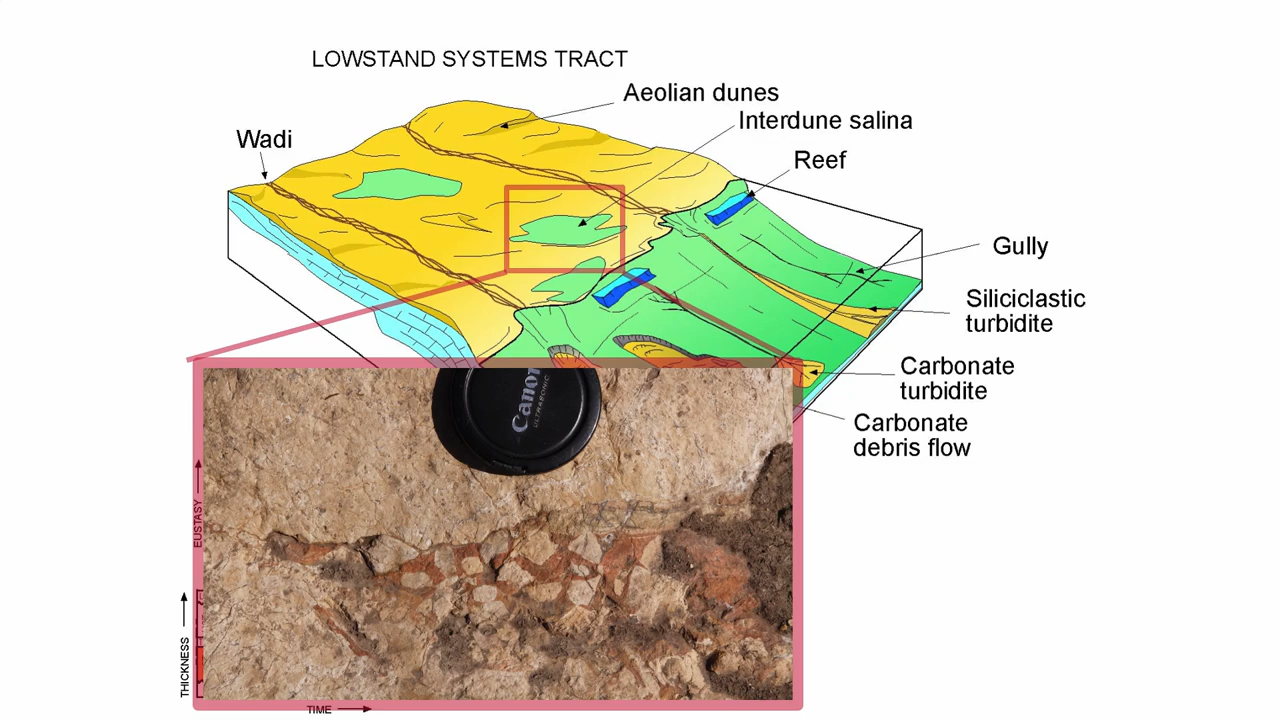 LOWSTAND SYSTEMS TRACT
Aeolian dunes
Interdune salina
Wadi
Reef
Gully
Siliciclastic
turbidite
Carbonate
turbidite
Carbonate
debris flow
Canon
ULTRASONIC
EUSTASY
THICKNESS
TIME